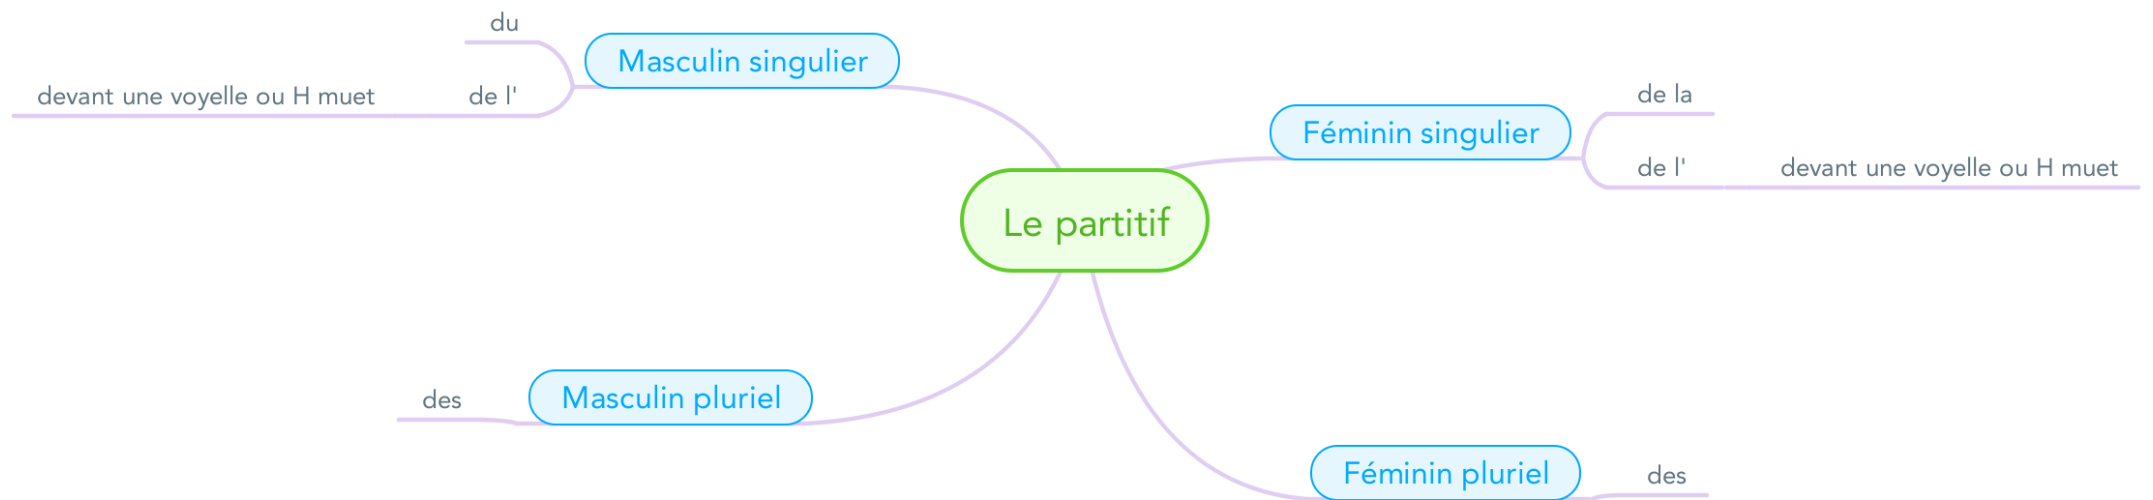 du
Masculin singulier
devant une voyelle ou H muet
de l'
de la
Féminin singulier
de l'
devant une voyelle ou H muet
Le partitif
des
Masculin pluriel
Féminin pluriel
des